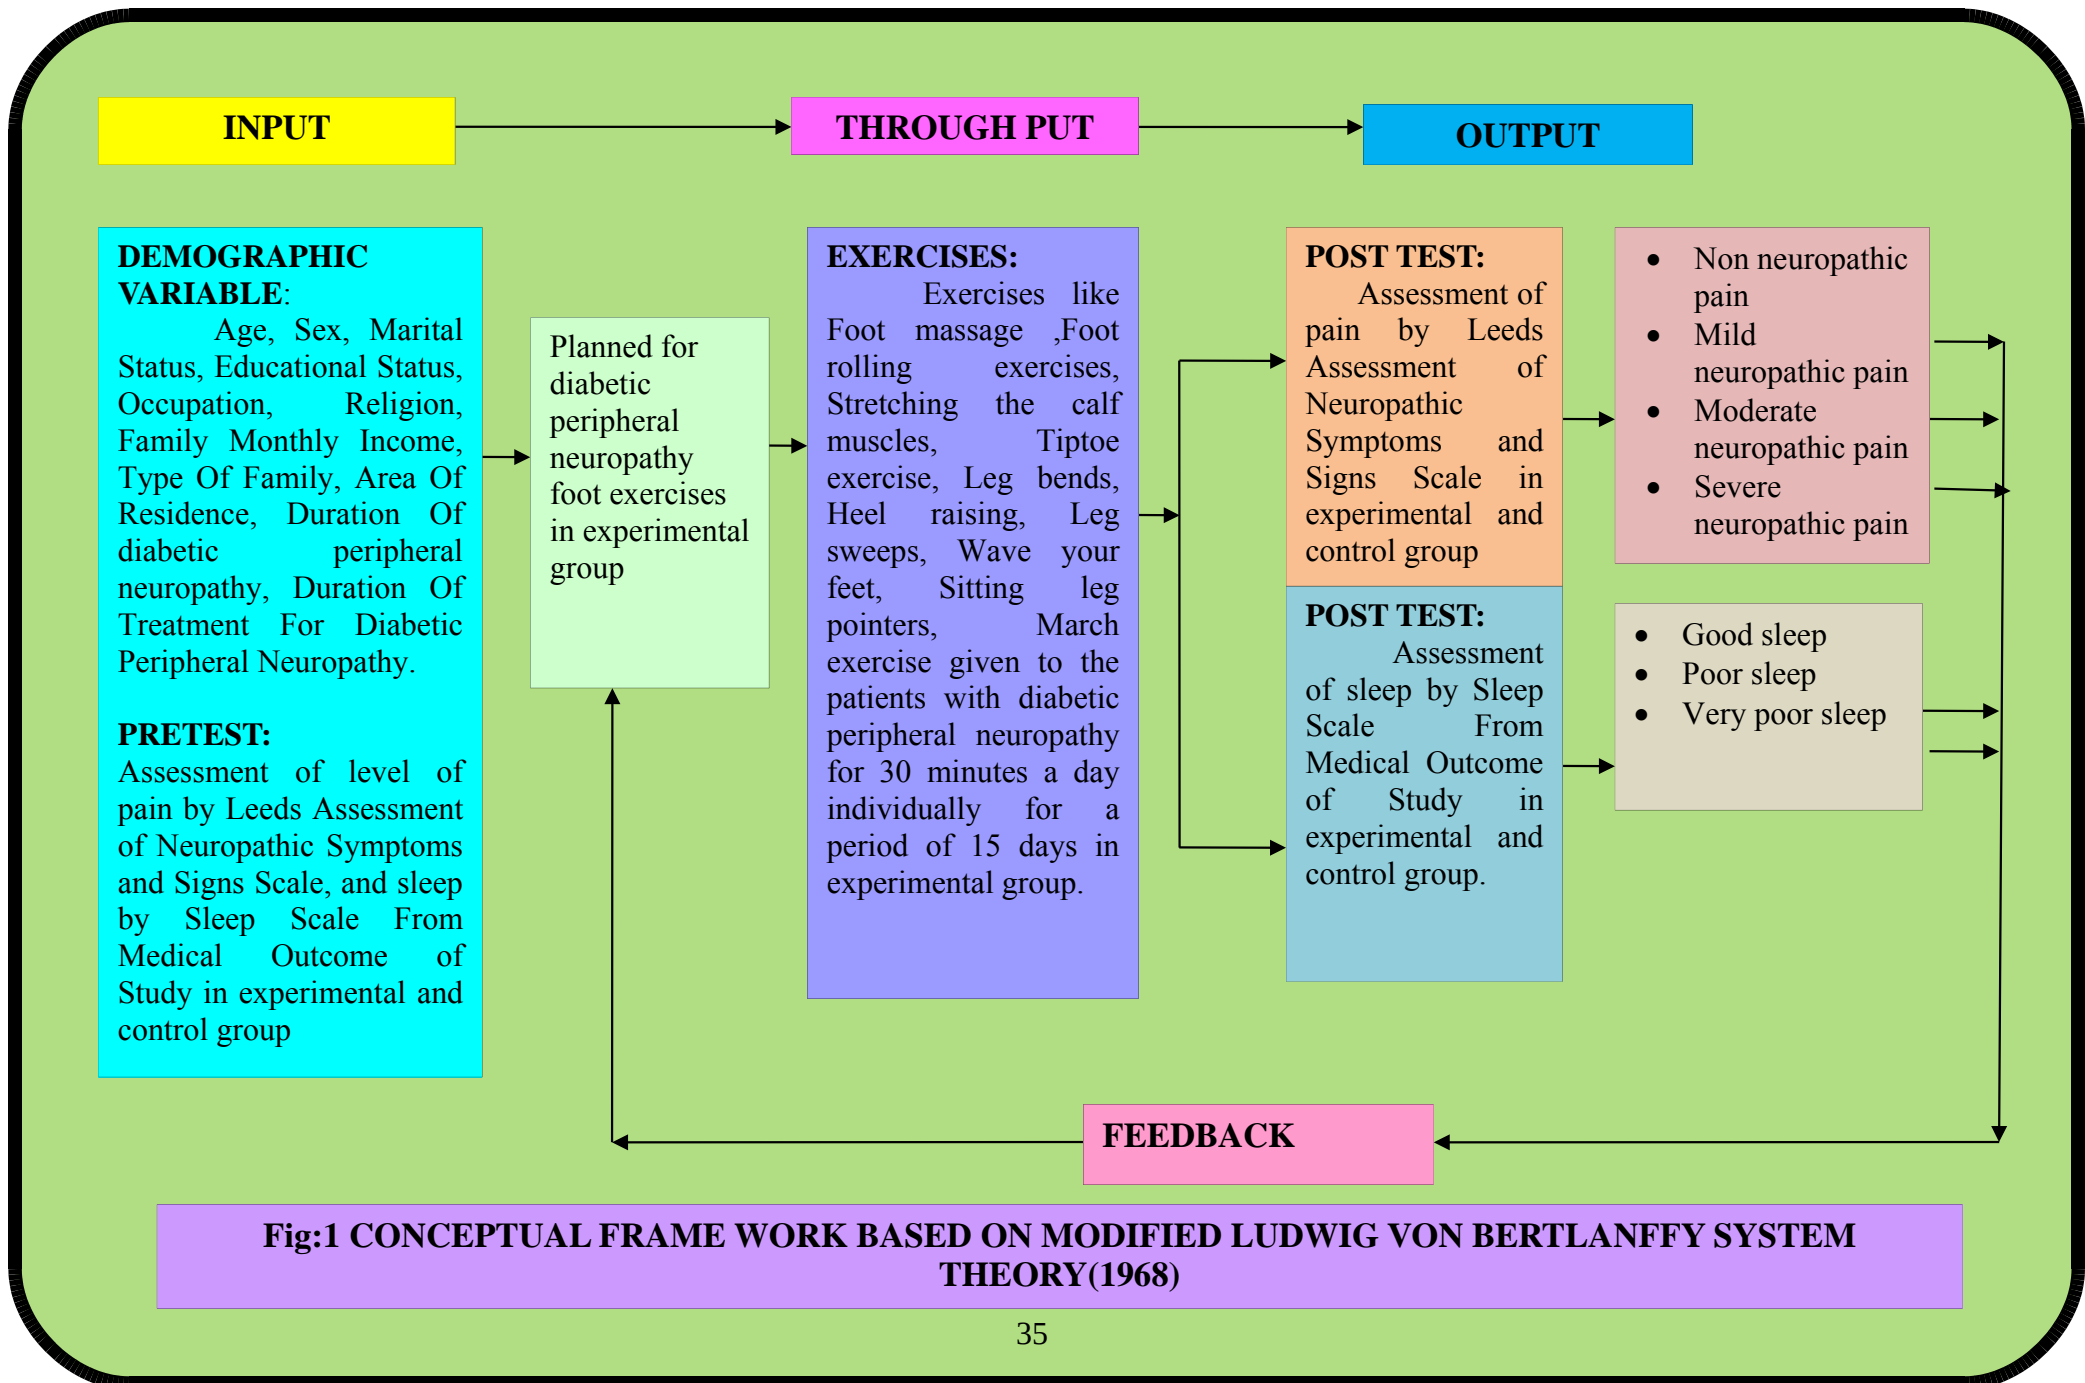 INPUT
THROUGH PUT
OUTPUT
DEMOGRAPHIC
VARIABLE:
Age, Sex, Marital
Status, Educational Status,
Occupation, Religion,
Family Monthly Income,
Type Of Family, Area Of
Residence, Duration Of
diabetic peripheral
neuropathy, Duration Of
Treatment For Diabetic
Peripheral Neuropathy.
PRETEST:
Assessment of level of
pain by Leeds Assessment
of Neuropathic Symptoms
and Signs Scale, and sleep
by Sleep Scale From
Medical Outcome of
Study in experimental and
control group
Planned for
diabetic
peripheral
neuropathy
foot exercises
in experimental
group
EXERCISES:
Exercises like
Foot massage ,Foot
rolling exercises,
Stretching the calf
muscles, Tiptoe
exercise, Leg bends,
Heel raising, Leg
sweeps, Wave your
feet, Sitting leg
pointers, March
exercise given to the
patients with diabetic
peripheral neuropathy
for 30 minutes a day
individually for a
period of 15 days in
experimental group.
POST TEST:
Assessment of
pain by Leeds
Assessment of
Neuropathic
Symptoms and
Signs Scale in
experimental and
control group
POST TEST:
Assessment
of sleep by Sleep
Scale From
Medical Outcome
of Study in
experimental and
control group.
• Non neuropathic
pain
• Mild
neuropathic pain
• Moderate
neuropathic pain
• Severe
neuropathic pain
• Good sleep
• Poor sleep
• Very poor sleep
FEEDBACK
Fig:1 CONCEPTUAL FRAME WORK BASED ON MODIFIED LUDWIG VON BERTLANFFY SYSTEM
THEORY(1968)
35